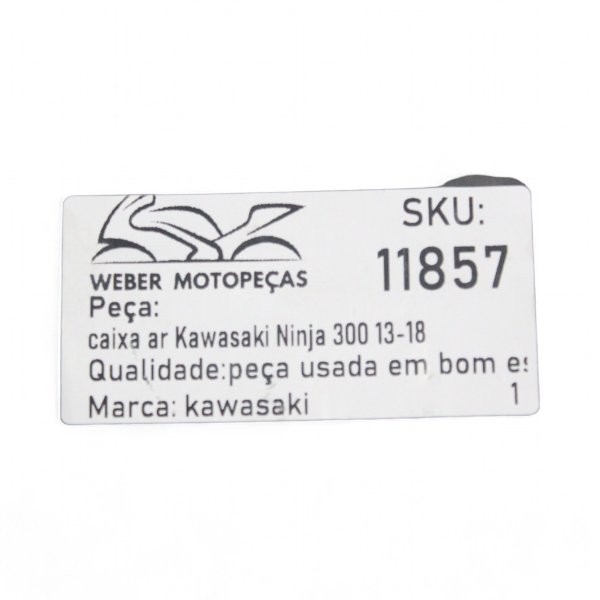 WEBER MOTOPEÇAS
SKU:
11857
Peça:
caixa ar Kawasaki Ninja 300 13-18
Qualidade:peça usada em bom es
Marca: kawasaki
1